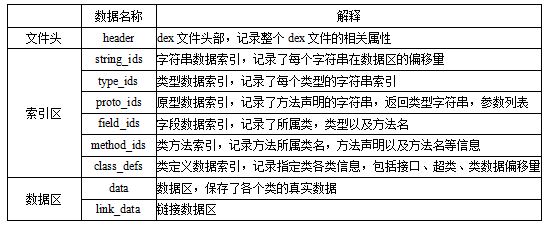 数据名称 解释
文件头 header dex 文件头部，记录整个 dex 文件的相关属性
string_ids 字符串数据索引，记录了每个字符串在数据区的偏移量
type_ids 类型数据索引，记录了每个类型的字符串索引
proto_ids 原型数据索引，记录了方法声明的字符串，返回类型字符串，参数列表
索引区 field_ids 字段数据索引，记录了所属类，类型以及方法名
method_ids 类方法索引，记录方法所属类名，方法声明以及方法名等信息
class_defs 类定义数据索引，记录指定类各类信息，包括接口、超类、类数据偏移量
数据区 data 数据区，保存了各个类的真实数据
link_data 链接数据区